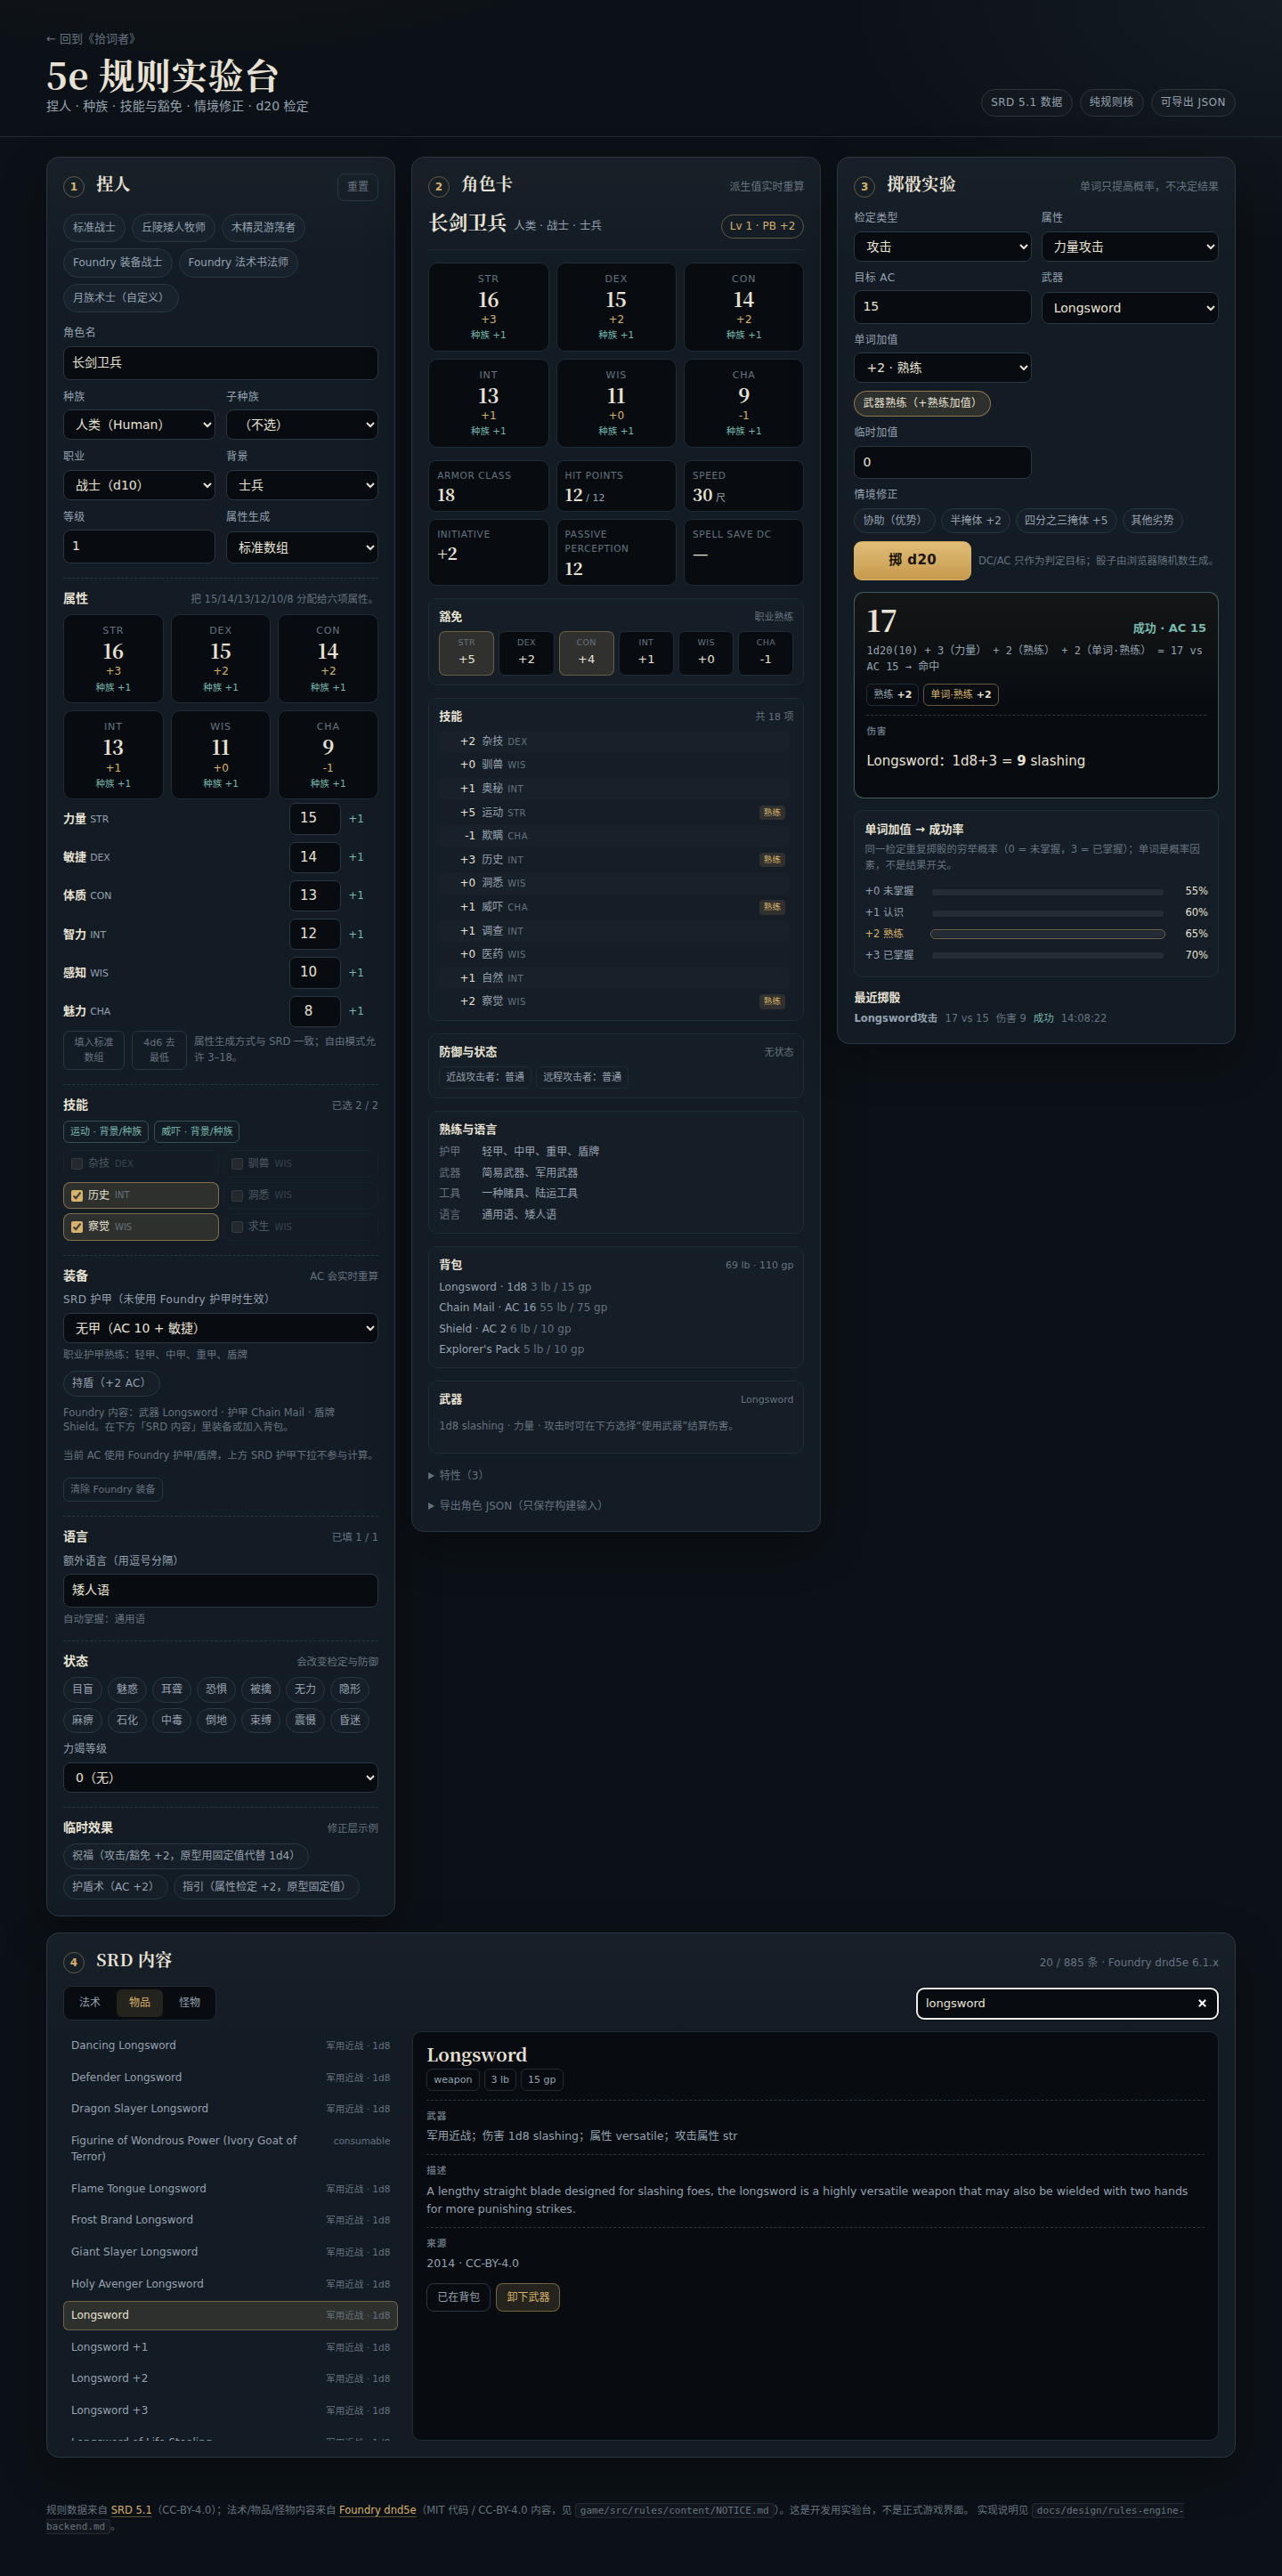 ← 回到《拾词者》
5e 规则实验台
捏人 · 种族 · 技能与豁免 · 情境修正 · d20 检定
SRD 5.1 数据
纯规则核
可导出 JSON
1 捏人
重置
标准战士
丘陵矮人牧师
木精灵游荡者
Foundry 装备战士
Foundry 法术书法师
月族术士（自定义）
角色名
长剑卫兵
种族
子种族
人类（Human）
（不选）
职业
背景
战士（d10）
士兵
等级
属性生成
1
标准数组
属性
把 15/14/13/12/10/8 分配给六项属性。
STR
16
+3
种族 +1
DEX
15
+2
种族 +1
CON
14
+2
种族 +1
INT
13
+1
种族 +1
WIS
11
+0
种族 +1
CHA
9
-1
种族 +1
力量 STR 15 +1
敏捷 DEX 14 +1
体质 CON 13 +1
智力 INT 12 +1
感知 WIS 10 +1
魅力 CHA 8 +1
填入标准
数组
4d6 去
最低
属性生成方式与 SRD 一致；自由模式允
许 3–18。
技能
已选 2 / 2
运动 · 背景/种族
威吓 · 背景/种族
杂技 DEX
驯兽 WIS
历史 INT
洞悉 WIS
察觉 WIS
求生 WIS
装备
AC 会实时重算
SRD 护甲（未使用 Foundry 护甲时生效）
无甲（AC 10 + 敏捷）
职业护甲熟练：轻甲、中甲、重甲、盾牌
持盾（+2 AC）
Foundry 内容：武器 Longsword · 护甲 Chain Mail · 盾牌
Shield。在下方「SRD 内容」里装备或加入背包。
当前 AC 使用 Foundry 护甲/盾牌，上方 SRD 护甲下拉不参与计算。
清除 Foundry 装备
语言
已填 1 / 1
额外语言（用逗号分隔）
矮人语
自动掌握：通用语
状态
会改变检定与防御
目盲
魅惑
耳聋
恐惧
被擒
无力
隐形
麻痹
石化
中毒
倒地
束缚
震慑
昏迷
力竭等级
0（无）
临时效果
修正层示例
祝福（攻击/豁免 +2，原型用固定值代替 1d4）
护盾术（AC +2）
指引（属性检定 +2，原型固定值）
2 角色卡
派生值实时重算
长剑卫兵 人类 · 战士 · 士兵
Lv 1 · PB +2
STR
16
+3
种族 +1
DEX
15
+2
种族 +1
CON
14
+2
种族 +1
INT
13
+1
种族 +1
WIS
11
+0
种族 +1
CHA
9
-1
种族 +1
ARMOR CLASS
18
HIT POINTS
12 / 12
SPEED
30 尺
INITIATIVE
+2
PASSIVE
PERCEPTION
12
SPELL SAVE DC
—
豁免
职业熟练
STR
+5
DEX
+2
CON
+4
INT
+1
WIS
+0
CHA
-1
技能
共 18 项
+2 杂技 DEX
+0 驯兽 WIS
+1 奥秘 INT
+5 运动 STR 熟练
-1 欺瞒 CHA
+3 历史 INT 熟练
+0 洞悉 WIS
+1 威吓 CHA 熟练
+1 调查 INT
+0 医药 WIS
+1 自然 INT
+2 察觉 WIS 熟练
防御与状态
无状态
近战攻击者：普通
远程攻击者：普通
熟练与语言
护甲 轻甲、中甲、重甲、盾牌
武器 简易武器、军用武器
工具 一种赌具、陆运工具
语言 通用语、矮人语
背包
69 lb · 110 gp
Longsword · 1d8 3 lb / 15 gp
Chain Mail · AC 16 55 lb / 75 gp
Shield · AC 2 6 lb / 10 gp
Explorer's Pack 5 lb / 10 gp
武器
Longsword
1d8 slashing · 力量 · 攻击时可在下方选择“使用武器”结算伤害。
▶ 特性（3）
▶ 导出角色 JSON（只保存构建输入）
3 掷骰实验
单词只提高概率，不决定结果
检定类型
属性
攻击
力量攻击
目标 AC
武器
15
Longsword
单词加值
+2 · 熟练
武器熟练（+熟练加值）
临时加值
0
情境修正
协助（优势）
半掩体 +2
四分之三掩体 +5
其他劣势
掷 d20
DC/AC 只作为判定目标；骰子由浏览器随机数生成。
17
成功 · AC 15
1d20(10) + 3（力量） + 2（熟练） + 2（单词·熟练） = 17 vs
AC 15 → 命中
熟练 +2
单词·熟练 +2
伤害
Longsword：1d8+3 = 9 slashing
单词加值 → 成功率
同一检定重复掷骰的穷举概率（0 = 未掌握，3 = 已掌握）；单词是概率因
素，不是结果开关。
+0 未掌握 55%
+1 认识 60%
+2 熟练 65%
+3 已掌握 70%
最近掷骰
Longsword攻击 17 vs 15 伤害 9 成功 14:08:22
4 SRD 内容
20 / 885 条 · Foundry dnd5e 6.1.x
法术
物品
怪物
longsword
Dancing Longsword 军用近战 · 1d8
Defender Longsword 军用近战 · 1d8
Dragon Slayer Longsword 军用近战 · 1d8
Figurine of Wondrous Power (Ivory Goat of consumable
Terror)
Flame Tongue Longsword 军用近战 · 1d8
Frost Brand Longsword 军用近战 · 1d8
Giant Slayer Longsword 军用近战 · 1d8
Holy Avenger Longsword 军用近战 · 1d8
Longsword 军用近战 · 1d8
Longsword +1 军用近战 · 1d8
Longsword +2 军用近战 · 1d8
Longsword +3 军用近战 · 1d8
Longsword of Life Stealing 军用近战 · 1d8
Longsword
weapon
3 lb
15 gp
武器
军用近战；伤害 1d8 slashing；属性 versatile；攻击属性 str
描述
A lengthy straight blade designed for slashing foes, the longsword is a highly versatile weapon that may also be wielded with two hands
for more punishing strikes.
来源
2014 · CC-BY-4.0
已在背包
卸下武器
规则数据来自 SRD 5.1（CC-BY-4.0）；法术/物品/怪物内容来自 Foundry dnd5e（MIT 代码 / CC-BY-4.0 内容，见 game/src/rules/content/NOTICE.md）。这是开发用实验台，不是正式游戏界面。 实现说明见 docs/design/rules-engine-
backend.md 。